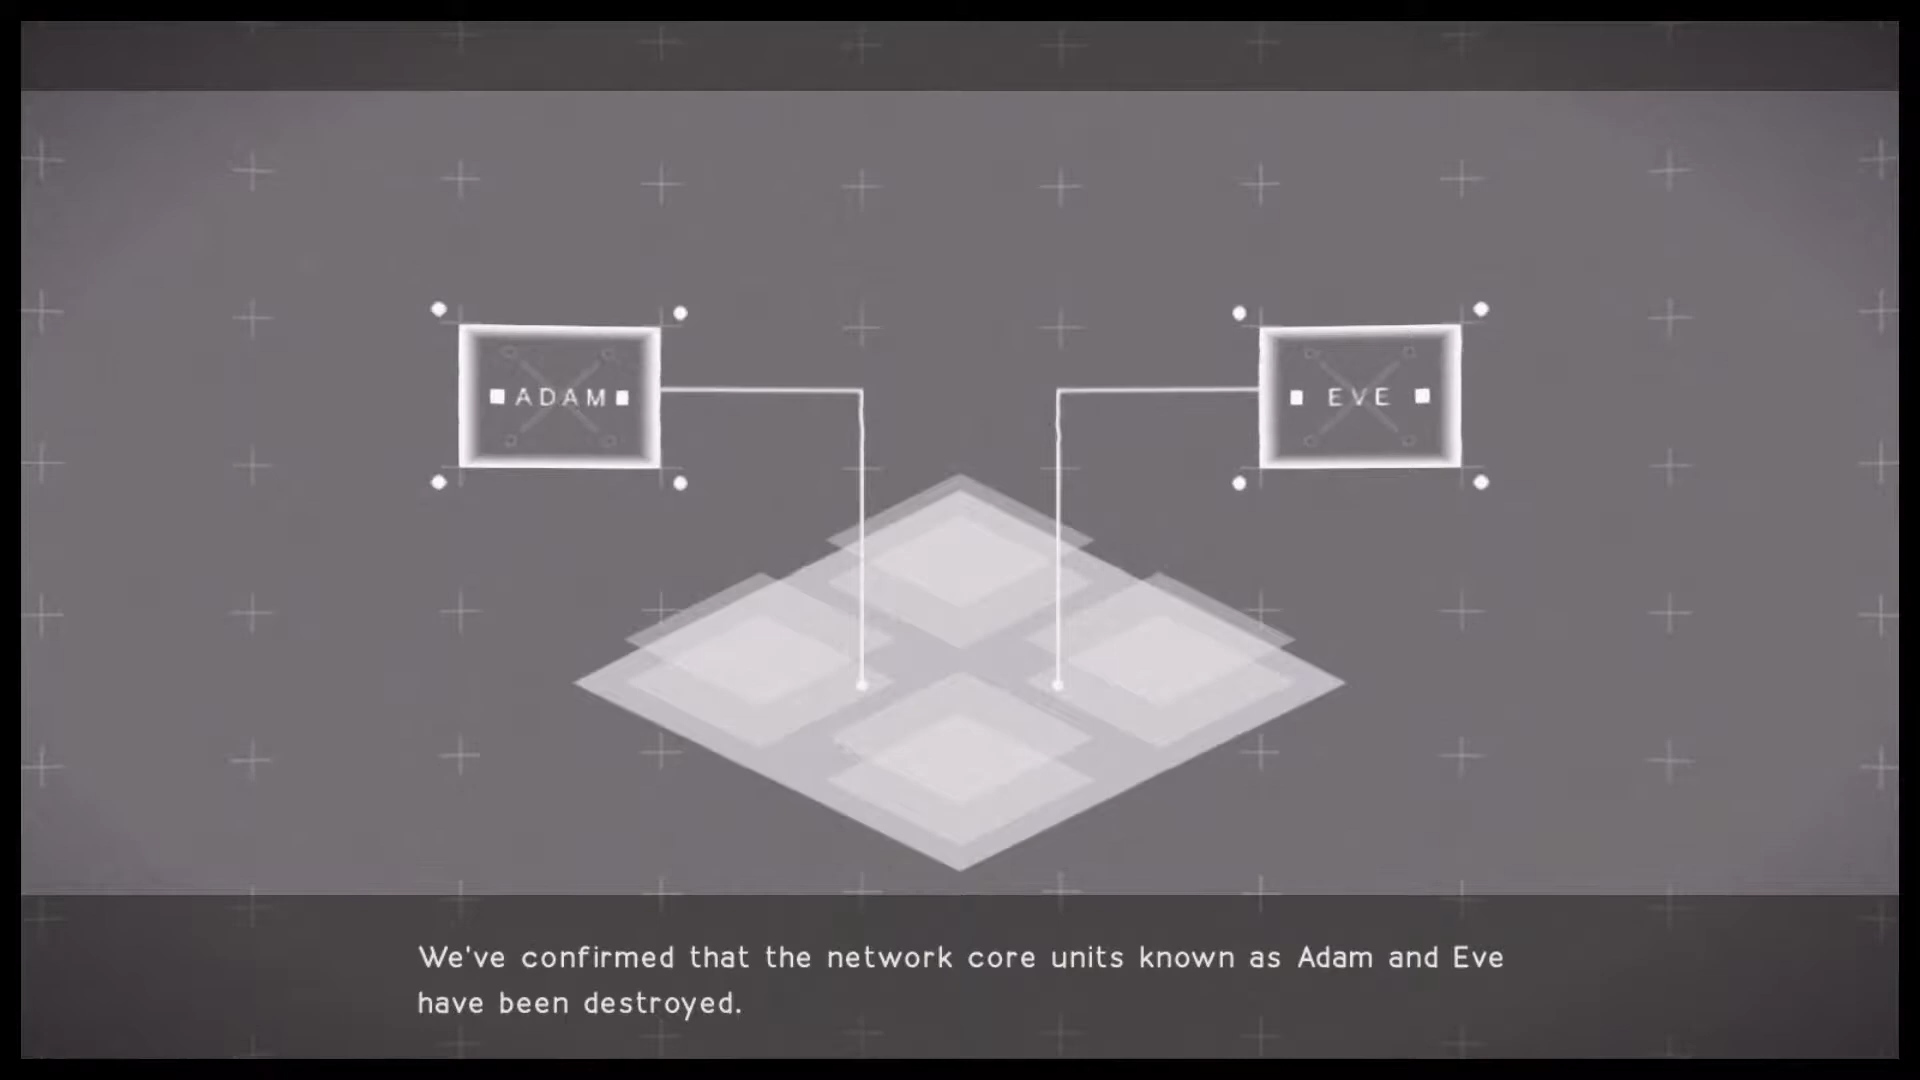 ADAM
EVE
We've confirmed that the network core units known as Adam and Eve
have been destroyed.